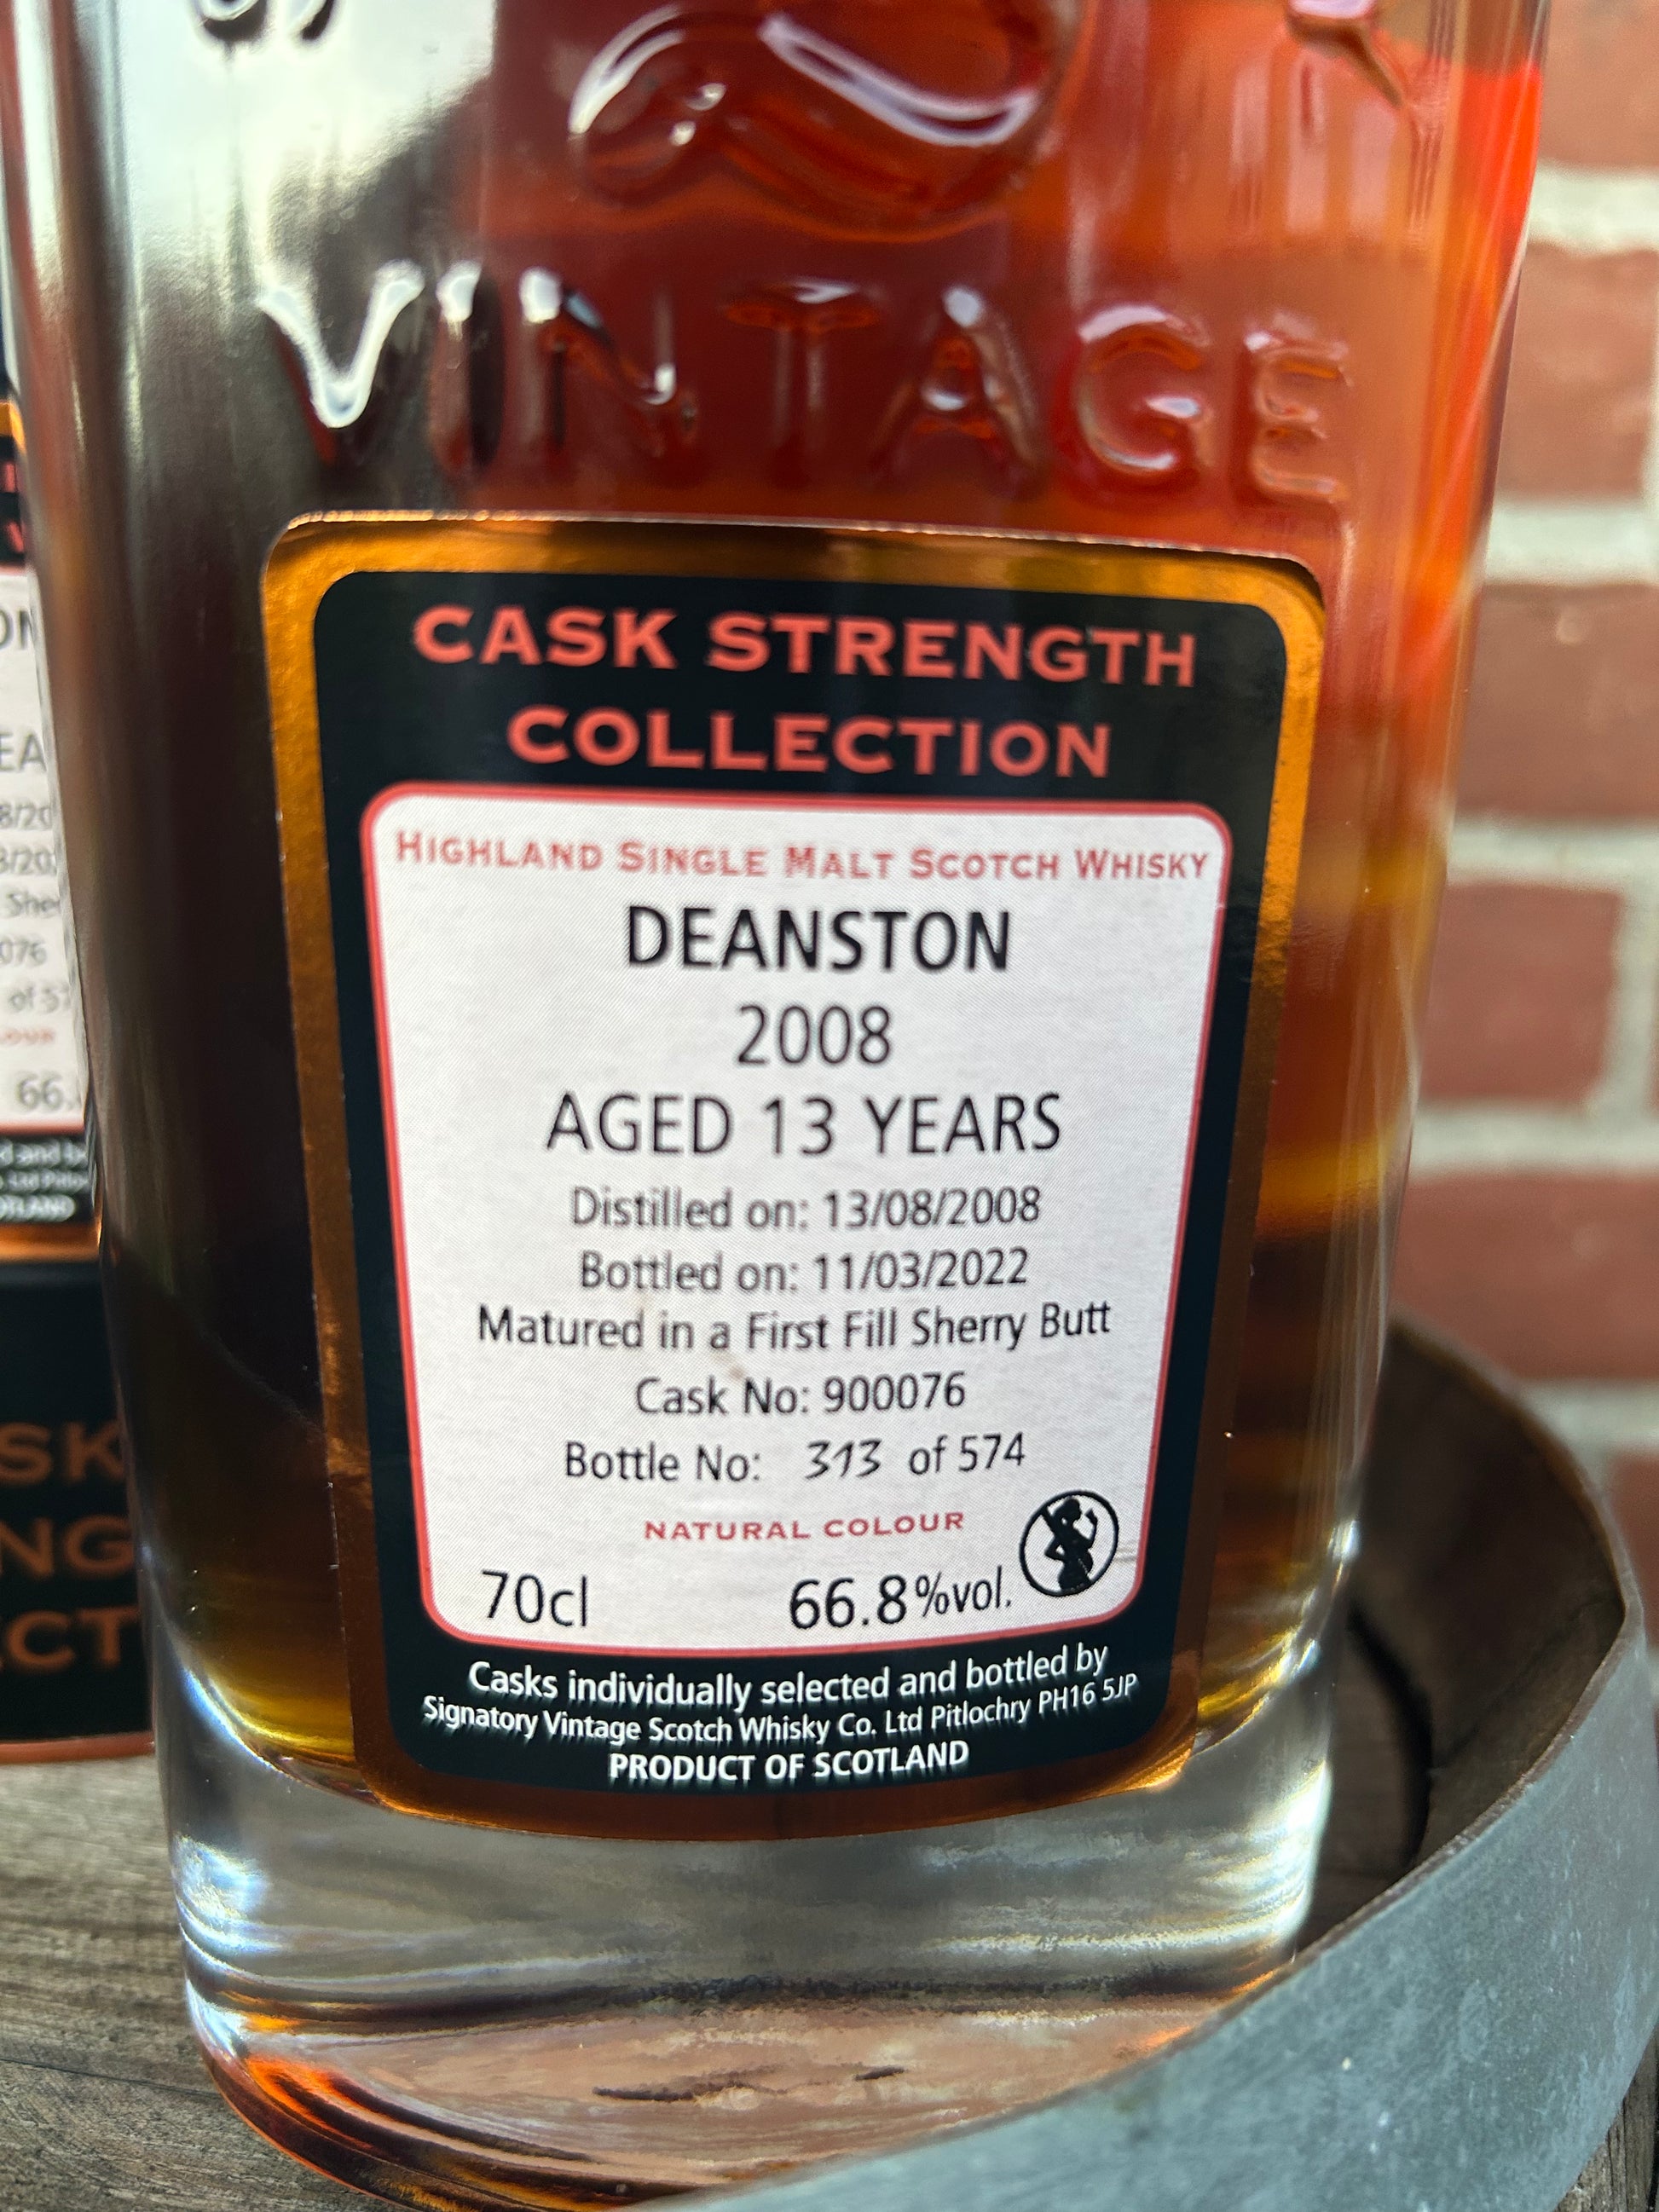 VINTAGE
CASK STRENGTH
COLLECTION
HIGHLAND SINGLE MALT SCOTCH WHISKY
DEANSTON
2008
AGED 13 YEARS
Distilled on: 13/08/2008
Bottled on: 11/03/2022
Matured in a First Fill Sherry Butt
Cask No: 900076
Bottle No: 313 of 574
NATURAL COLOUR
70cl 66.8%vol.
Casks individually selected and bottled by
Signatory Vintage Scotch Whisky Co. Ltd Pitlochry PH16 5JP
PRODUCT OF SCOTLAND